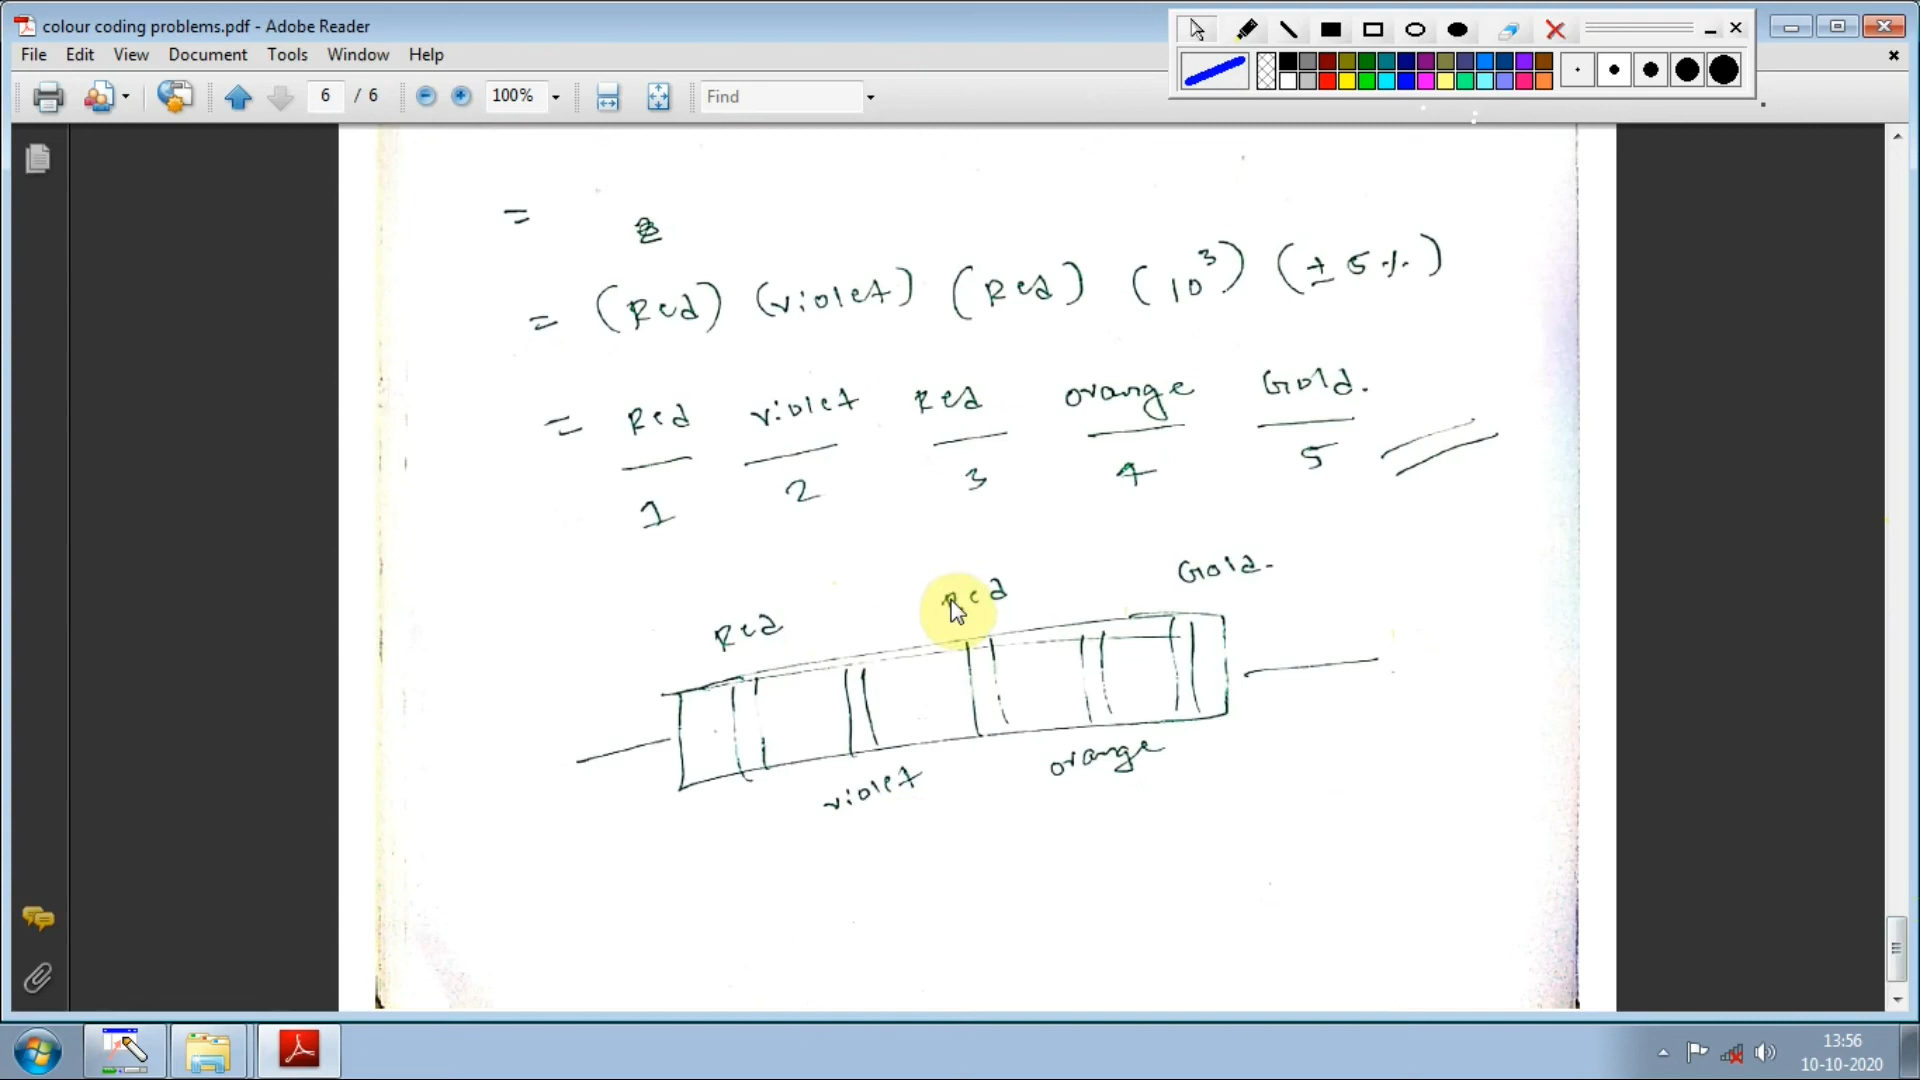 colour coding problems.pdf - Adobe Reader
File Edit View Document Tools Window Help
6 / 6 100% Find
=
= (Red) (violet) (Red) (10³) (± 5%)
= Red violet Red orange Gold.
1 2 3 4 5
Gold.
Red
Red
orange
violet
13:56
10-10-2020